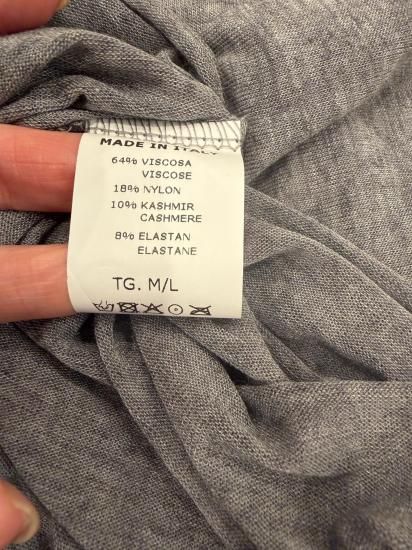 MADE IN ITALY
64% VISCOSA
VISCOSE
18% NYLON
10% KASHMIR
CASHMERE
8% ELASTAN
ELASTANE
TG. M/L